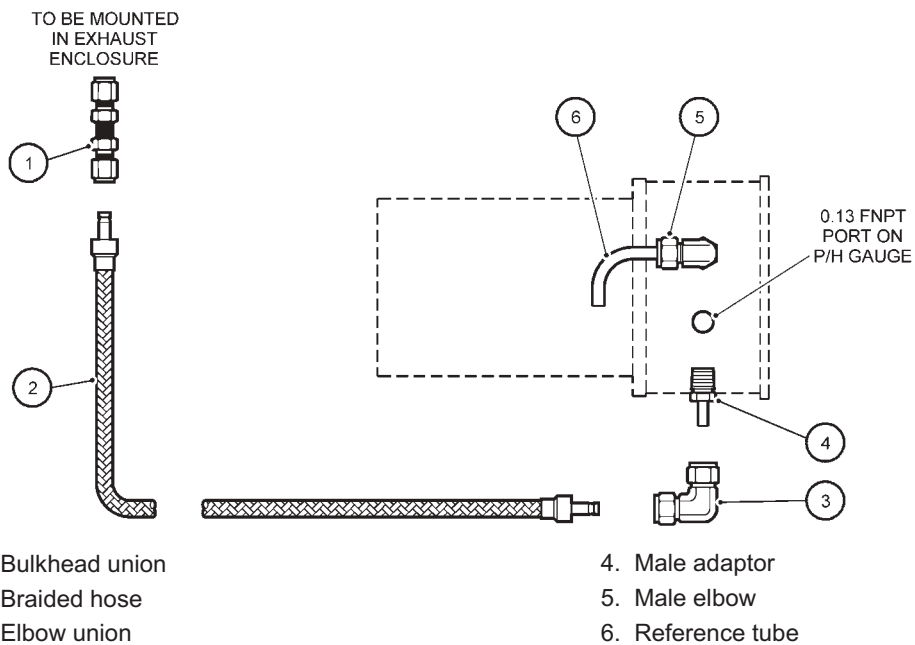 TO BE MOUNTED
IN EXHAUST
ENCLOSURE
6
5
1
0.13 FNPT
PORT ON
P/H GAUGE
2
4
3
Bulkhead union
Braided hose
Elbow union
4. Male adaptor
5. Male elbow
6. Reference tube